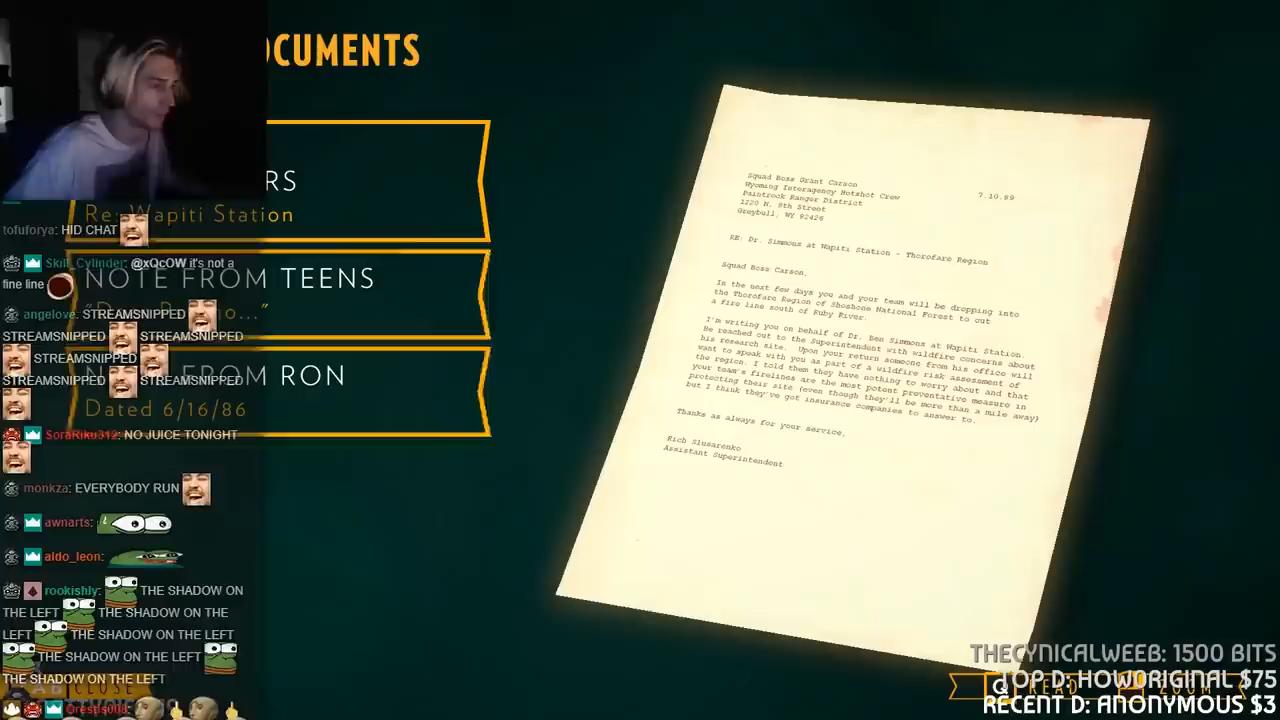 OCUMENTS
RS
Re: Wapiti Station
NOTE FROM TEENS
OM RON
Dated 6/16/86
tofuforya: HID CHAT
Skill_Cylinder: @xQcOW it's not a
fine line
angelove: STREAMSNIPPED
STREAMSNIPPED STREAMSNIPPED
STREAMSNIPPED
STREAMSNIPPED STREAMSNIPPED
SoraRiku312: NO JUICE TONIGHT
monkza: EVERYBODY RUN
awnarts:
aldo_leon:
rookishly: THE SHADOW ON
THE LEFT THE SHADOW ON THE
LEFT THE SHADOW ON THE LEFT
THE SHADOW ON THE LEFT
THE SHADOW ON THE LEFT
CLOSE
Orestis008:
Squad Boss Grant Carson
Wyoming Interagency Hotshot Crew
Paintrock Ranger District
1220 N. 8th Street
Greybull, WY 82426
7.10.89
RE: Dr. Simmons at Wapiti Station - Thorofare Region
Squad Boss Carson,
In the next few days you and your team will be dropping into
the Thorofare Region of Shoshone National Forest to cut
a fire line south of Ruby River.
I'm writing you on behalf of Dr. Ben Simmons at Wapiti Station.
He reached out to the Superintendent with wildfire concerns about
his research site. Upon your return someone from his office will
want to speak with you as part of a wildfire risk assessment of
the region. I told them they have nothing to worry about and that
your team's firelines are the most potent preventative measure in
protecting their site (even though they'll be more than a mile away)
but I think they've got insurance companies to answer to.
Thanks as always for your service,
Rich Slusarenko
Assistant Superintendent
THECYNICALWEEB: 1500 BITS
Q READ ZOOM
TOP D: HOWORIGINAL $75
RECENT D: ANONYMOUS $3